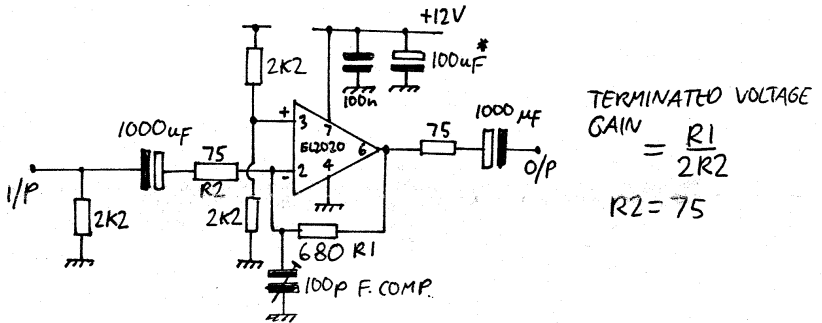 +12V
2K2
100n
100uF*
1000uF
+
3
7
EL2020
6
75
1000 µF
O/P
I/P
75
R2
2
-
4
2K2
2K2
680 R1
100p F. COMP.
TERMINATED VOLTAGE
GAIN
= R1
2R2
R2 = 75